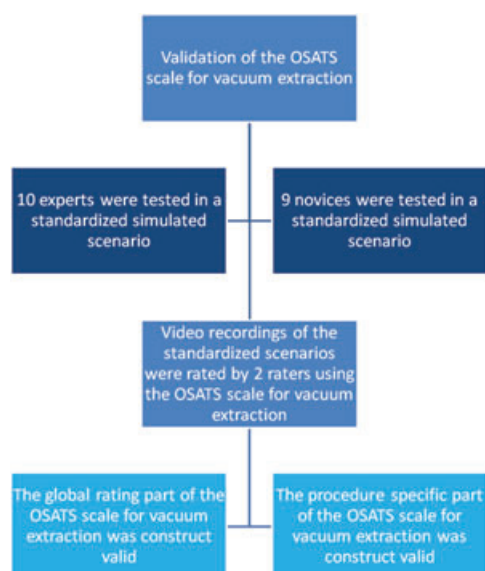 Validation of the OSATS
scale for vacuum extraction
10 experts were tested in a
standardized simulated
scenario
9 novices were tested in a
standardized simulated
scenario
Video recordings of the
standardized scenarios
were rated by 2 raters using
the OSATS scale for vacuum
extraction
The global rating part of the
OSATS scale for vacuum
extraction was construct
valid
The procedure specific part
of the OSATS scale for
vacuum extraction was
construct valid